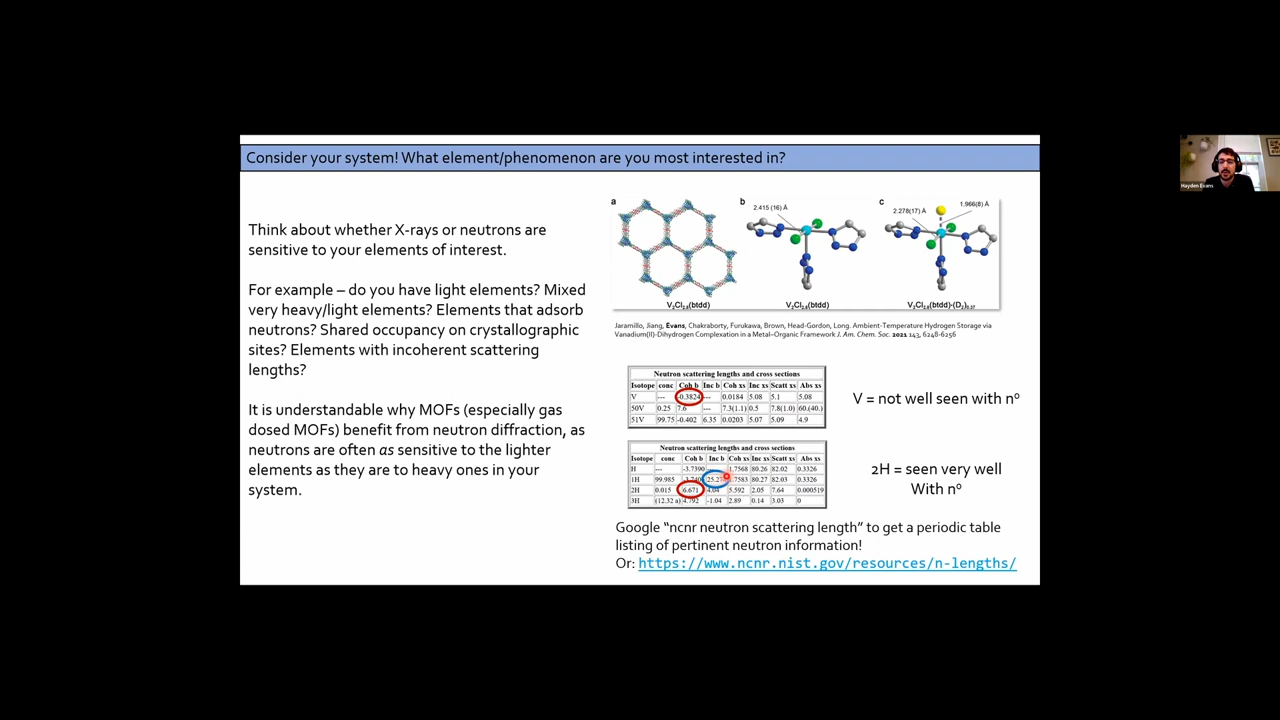 Consider your system! What element/phenomenon are you most interested in?
Think about whether X-rays or neutrons are
sensitive to your elements of interest.
For example – do you have light elements? Mixed
very heavy/light elements? Elements that adsorb
neutrons? Shared occupancy on crystallographic
sites? Elements with incoherent scattering
lengths?
It is understandable why MOFs (especially gas
dosed MOFs) benefit from neutron diffraction, as
neutrons are often as sensitive to the lighter
elements as they are to heavy ones in your
system.
a
b
c
2.415 (16) Å
2.278(17) Å
1.966(8) Å
V₂Cl₂.₈(btdd)
V₂Cl₂.₈(btdd)
V₂Cl₂.₈(btdd)·(D₂)
Jaramillo, Jiang, Evans, Chakraborty, Furukawa, Brown, Head-Gordon, Long. Ambient-Temperature Hydrogen Storage via
Vanadium(II)-Dihydrogen Complexation in a Metal–Organic Framework J. Am. Chem. Soc. 2021 143, 6248-6256
Neutron scattering lengths and cross sections
Isotope conc Coh b Inc b Coh xs Inc xs Scatt xs Abs xs
V --- -0.3824 --- 0.0184 5.08 5.1 5.08
50V 0.25 7.6 --- 7.3(1.1) 0.5 7.8(1.0) 60.(40.)
51V 99.75 -0.402 6.35 0.0203 5.07 5.09 4.9
V = not well seen with n⁰
Neutron scattering lengths and cross sections
Isotope conc Coh b Inc b Coh xs Inc xs Scatt xs Abs xs
H --- -3.7390 --- 1.7568 80.26 82.02 0.3326
1H 99.985 1.7583 80.27 82.03 0.3326
2H 0.015 6.671 4.04 5.592 2.05 7.64 0.000519
3H (12.32 a) 4.792 -1.04 2.89 0.14 3.03 0
2H = seen very well
With n⁰
Google “ncnr neutron scattering length” to get a periodic table
listing of pertinent neutron information!
Or: https://www.ncnr.nist.gov/resources/n-lengths/
Hayden Evans